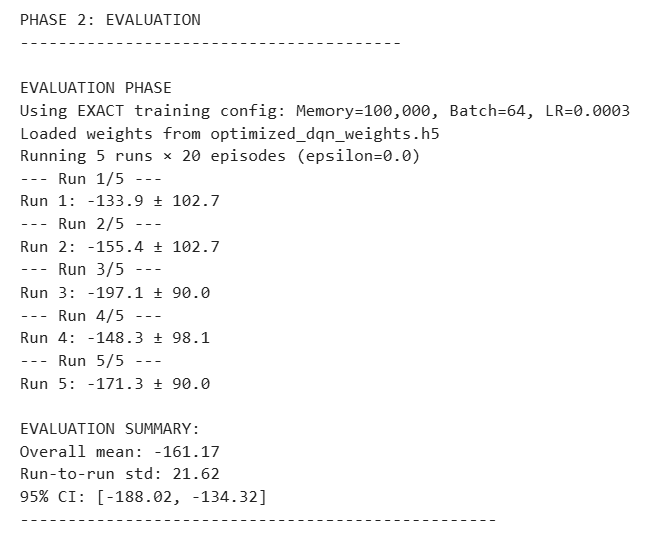 PHASE 2: EVALUATION
----------------------------------------
EVALUATION PHASE
Using EXACT training config: Memory=100,000, Batch=64, LR=0.0003
Loaded weights from optimized_dqn_weights.h5
Running 5 runs × 20 episodes (epsilon=0.0)
--- Run 1/5 ---
Run 1: -133.9 ± 102.7
--- Run 2/5 ---
Run 2: -155.4 ± 102.7
--- Run 3/5 ---
Run 3: -197.1 ± 90.0
--- Run 4/5 ---
Run 4: -148.3 ± 98.1
--- Run 5/5 ---
Run 5: -171.3 ± 90.0
EVALUATION SUMMARY:
Overall mean: -161.17
Run-to-run std: 21.62
95% CI: [-188.02, -134.32]
--------------------------------------------------